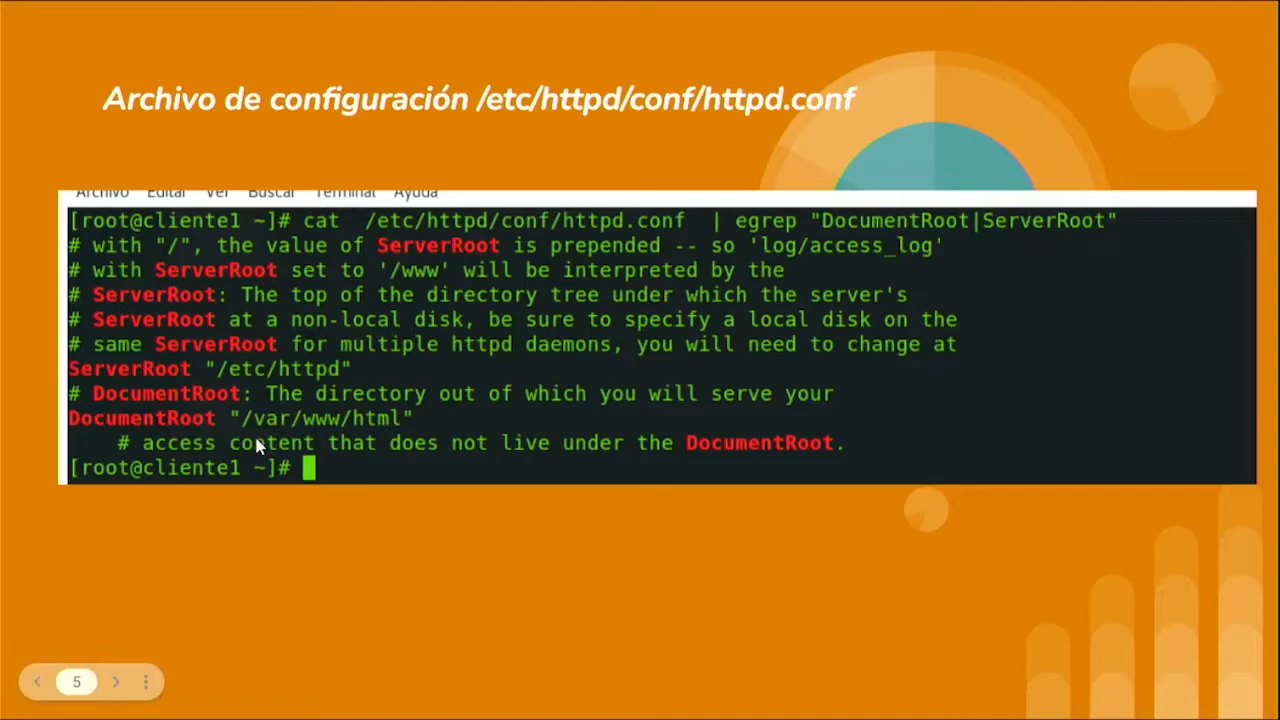 Archivo de configuración /etc/httpd/conf/httpd.conf
Archivo Editar Ver Buscar Terminal Ayuda
[root@cliente1 ~]# cat  /etc/httpd/conf/httpd.conf  | egrep "DocumentRoot|ServerRoot"
# with "/", the value of ServerRoot is prepended -- so 'log/access_log'
# with ServerRoot set to '/www' will be interpreted by the
# ServerRoot: The top of the directory tree under which the server's
# ServerRoot at a non-local disk, be sure to specify a local disk on the
# same ServerRoot for multiple httpd daemons, you will need to change at
ServerRoot "/etc/httpd"
# DocumentRoot: The directory out of which you will serve your
DocumentRoot "/var/www/html"
    # access content that does not live under the DocumentRoot.
[root@cliente1 ~]#
5